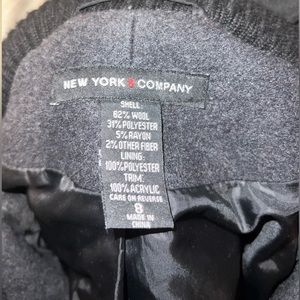 NEW YORK & COMPANY
SHELL:
62% WOOL
31% POLYESTER
5% RAYON
2% OTHER FIBER
LINING:
100% POLYESTER
TRIM:
100% ACRYLIC
CARE ON REVERSE
8
MADE IN
CHINA